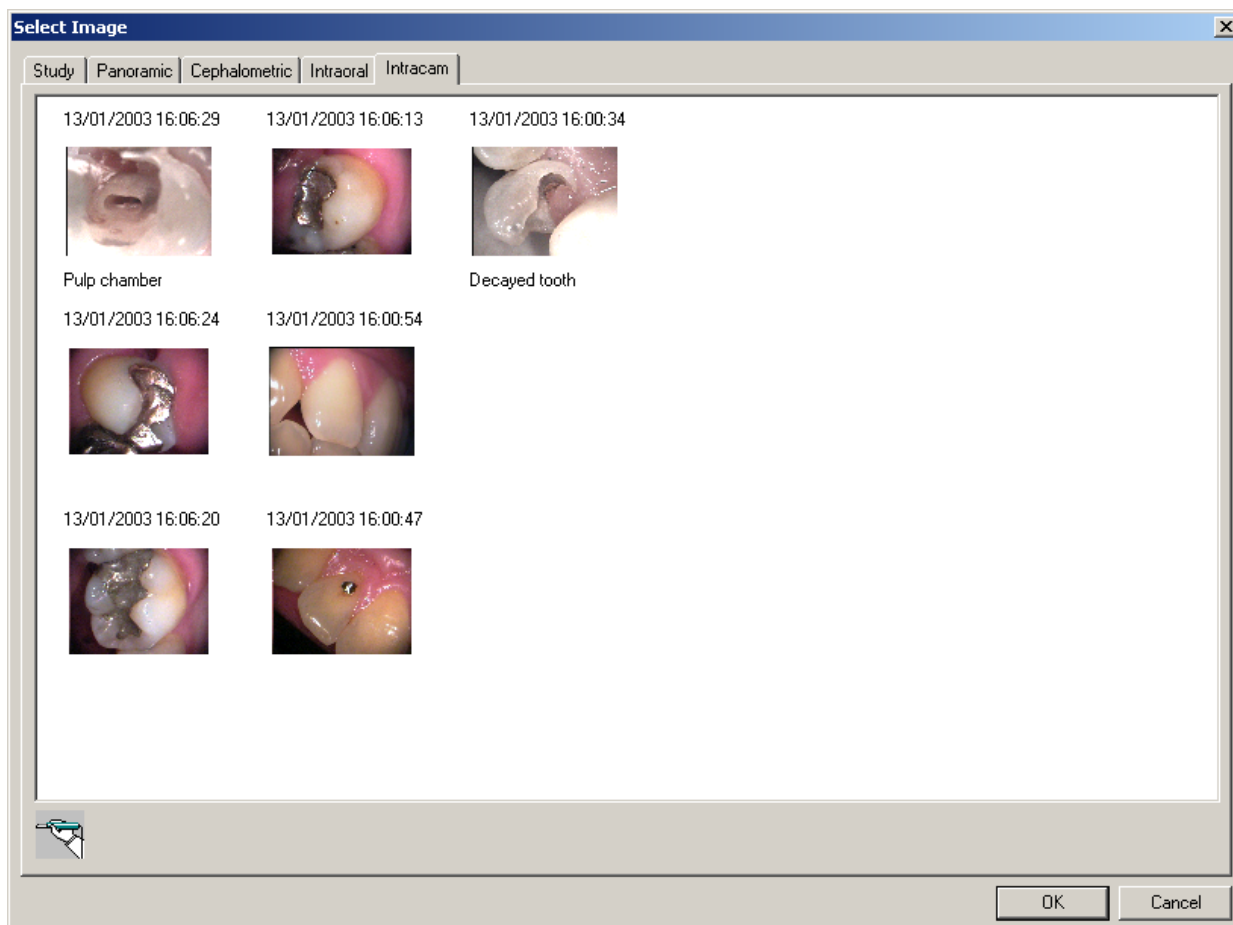 Select Image
Study Panoramic Cephalometric Intraoral Intracam
13/01/2003 16:06:29 13/01/2003 16:06:13 13/01/2003 16:00:34
Pulp chamber Decayed tooth
13/01/2003 16:06:24 13/01/2003 16:00:54
13/01/2003 16:06:20 13/01/2003 16:00:47
OK Cancel